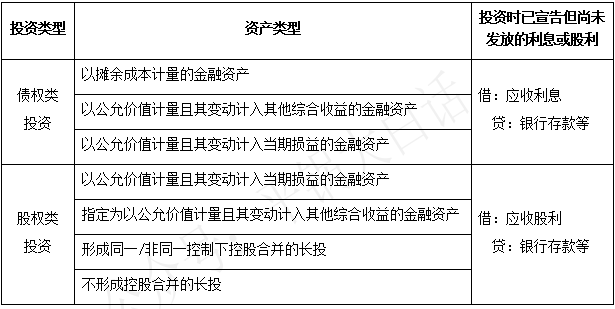 投资类型
资产类型
投资时已宣告但尚未
发放的利息或股利
债权类
投资
以摊余成本计量的金融资产
以公允价值计量且其变动计入其他综合收益的金融资产
以公允价值计量且其变动计入当期损益的金融资产
借：应收利息
贷：银行存款等
股权类
投资
以公允价值计量且其变动计入当期损益的金融资产
指定为以公允价值计量且其变动计入其他综合收益的金融资产
形成同一/非同一控制下控股合并的长投
不形成控股合并的长投
借：应收股利
贷：银行存款等